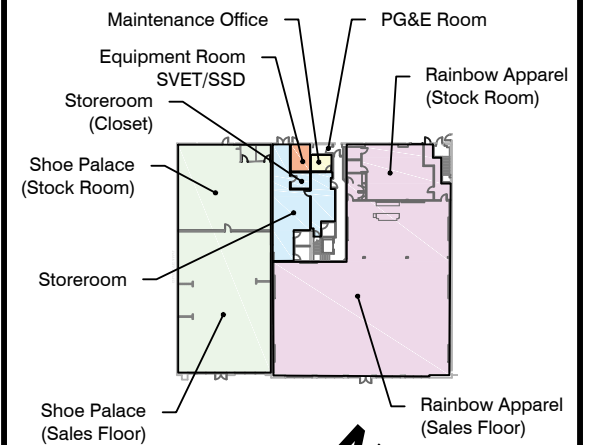 Maintenance Office
PG&E Room
Equipment Room
SVET/SSD
Rainbow Apparel
(Stock Room)
Storeroom
(Closet)
Shoe Palace
(Stock Room)
Storeroom
Shoe Palace
(Sales Floor)
Rainbow Apparel
(Sales Floor)